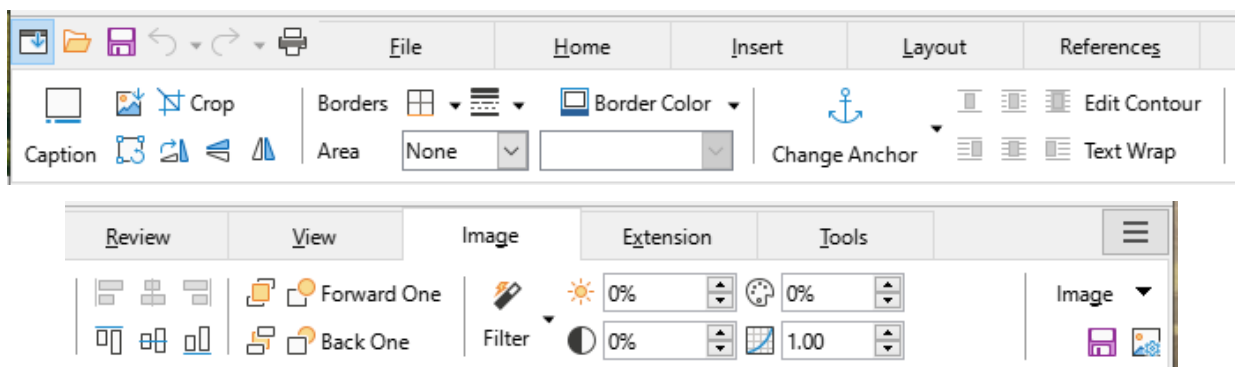 File Home Insert Layout References
Crop Borders Border Color Edit Contour
Caption Area None Change Anchor Text Wrap
Review View Image Extension Tools
Forward One 0% 0% Image
Back One Filter 0% 1.00